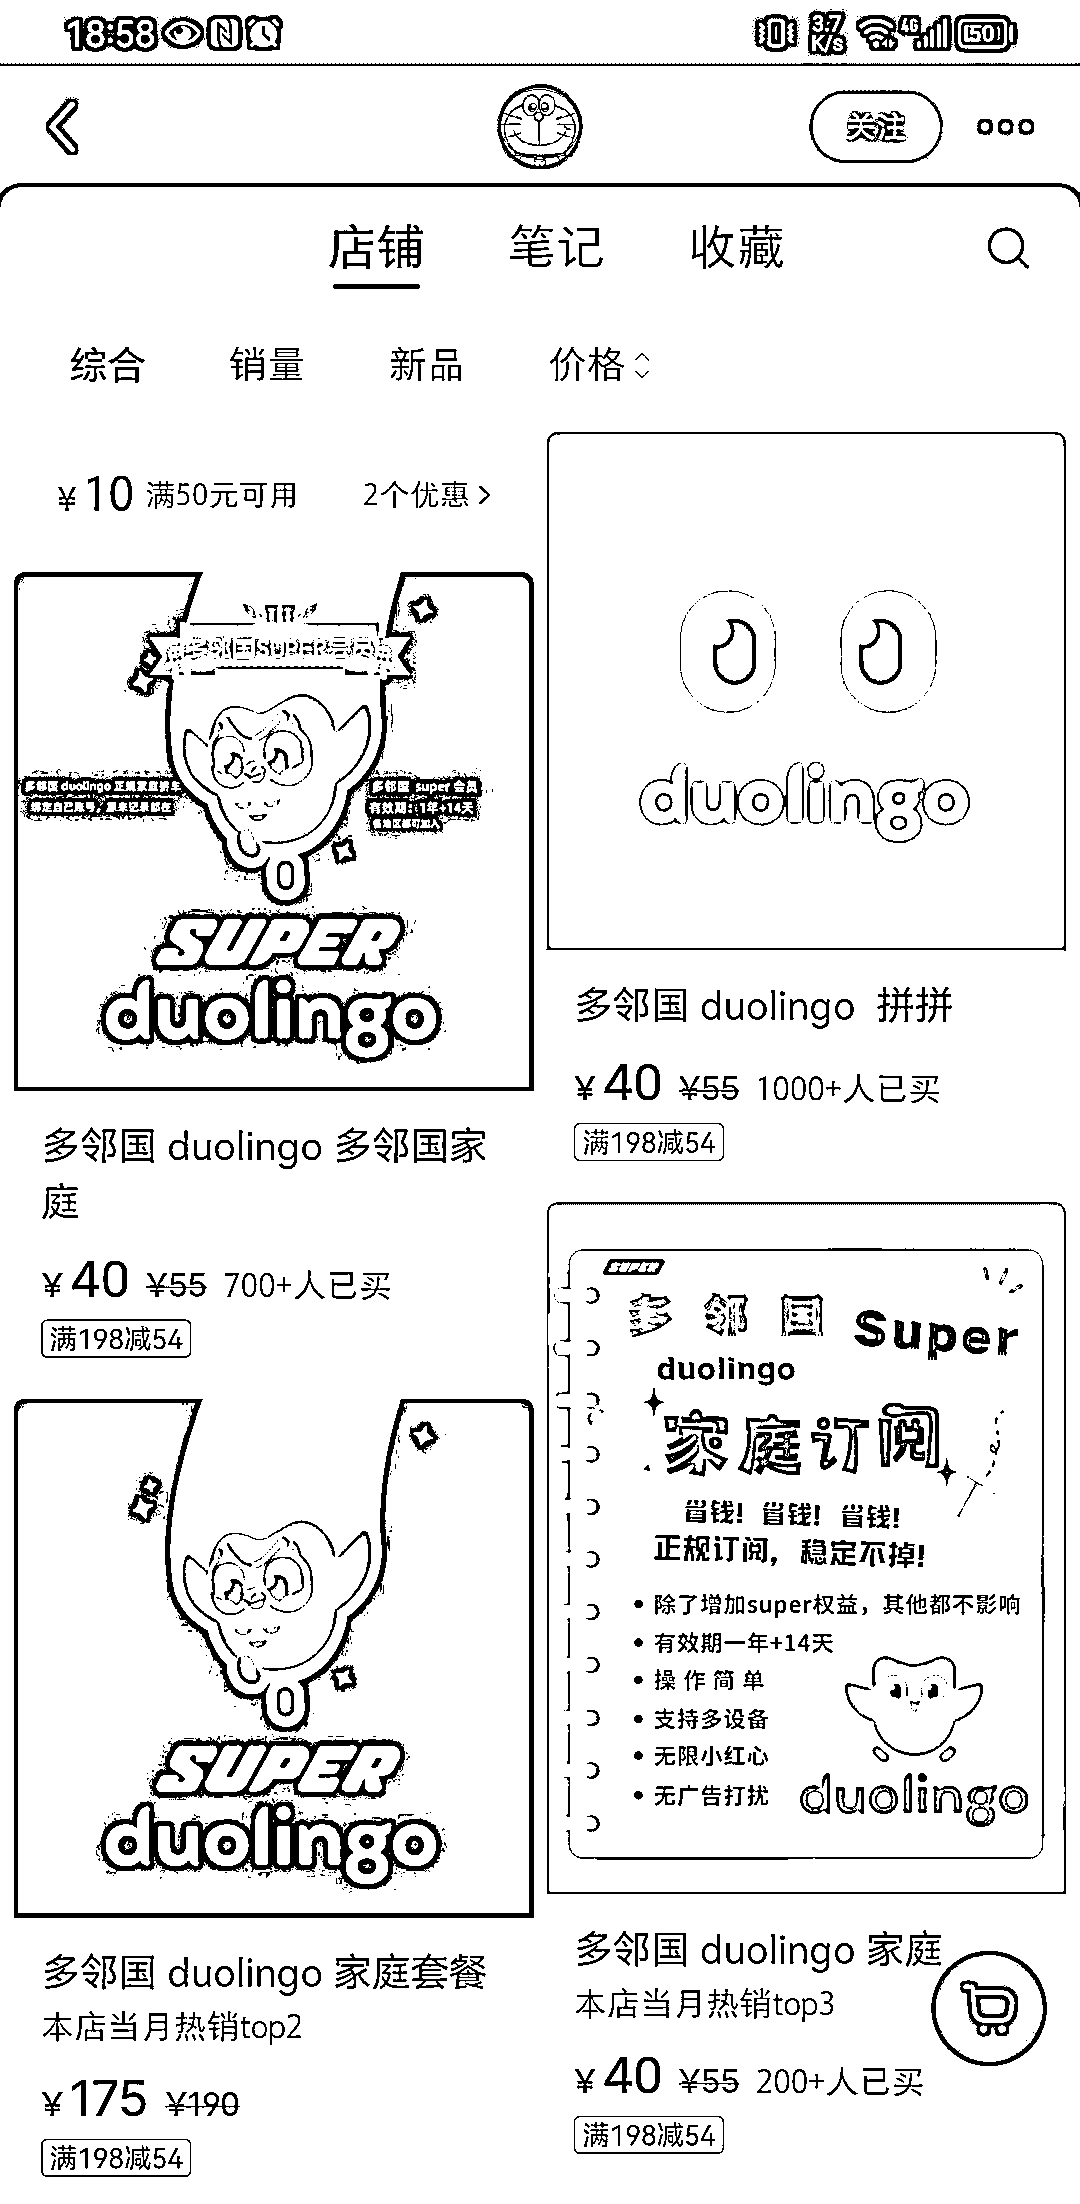 18:58
3.7
K/s
4G
50
关注
店铺
笔记
收藏
综合
销量
新品
价格
¥10 满50元可用
2个优惠
多邻国SUPER会员
多邻国 duolingo 正规家庭拼车
绑定自己账号，原来记录都在
多邻国 super 会员
有效期：1年+14天
SUPER
duolingo
多邻国 duolingo 多邻国家
庭
¥40 ¥55 700+人已买
满198减54
duolingo
多邻国 duolingo 拼拼
¥40 ¥55 1000+人已买
满198减54
SUPER
duolingo
多邻国 duolingo 家庭套餐
本店当月热销top2
¥175 ¥190
满198减54
SUPER
多邻国 Super
duolingo
家庭订阅
省钱! 省钱! 省钱!
正规订阅，稳定不掉!
• 除了增加super权益，其他都不影响
• 有效期一年+14天
• 操作简单
• 支持多设备
• 无限小红心
• 无广告打扰
duolingo
多邻国 duolingo 家庭
本店当月热销top3
¥40 ¥55 200+人已买
满198减54